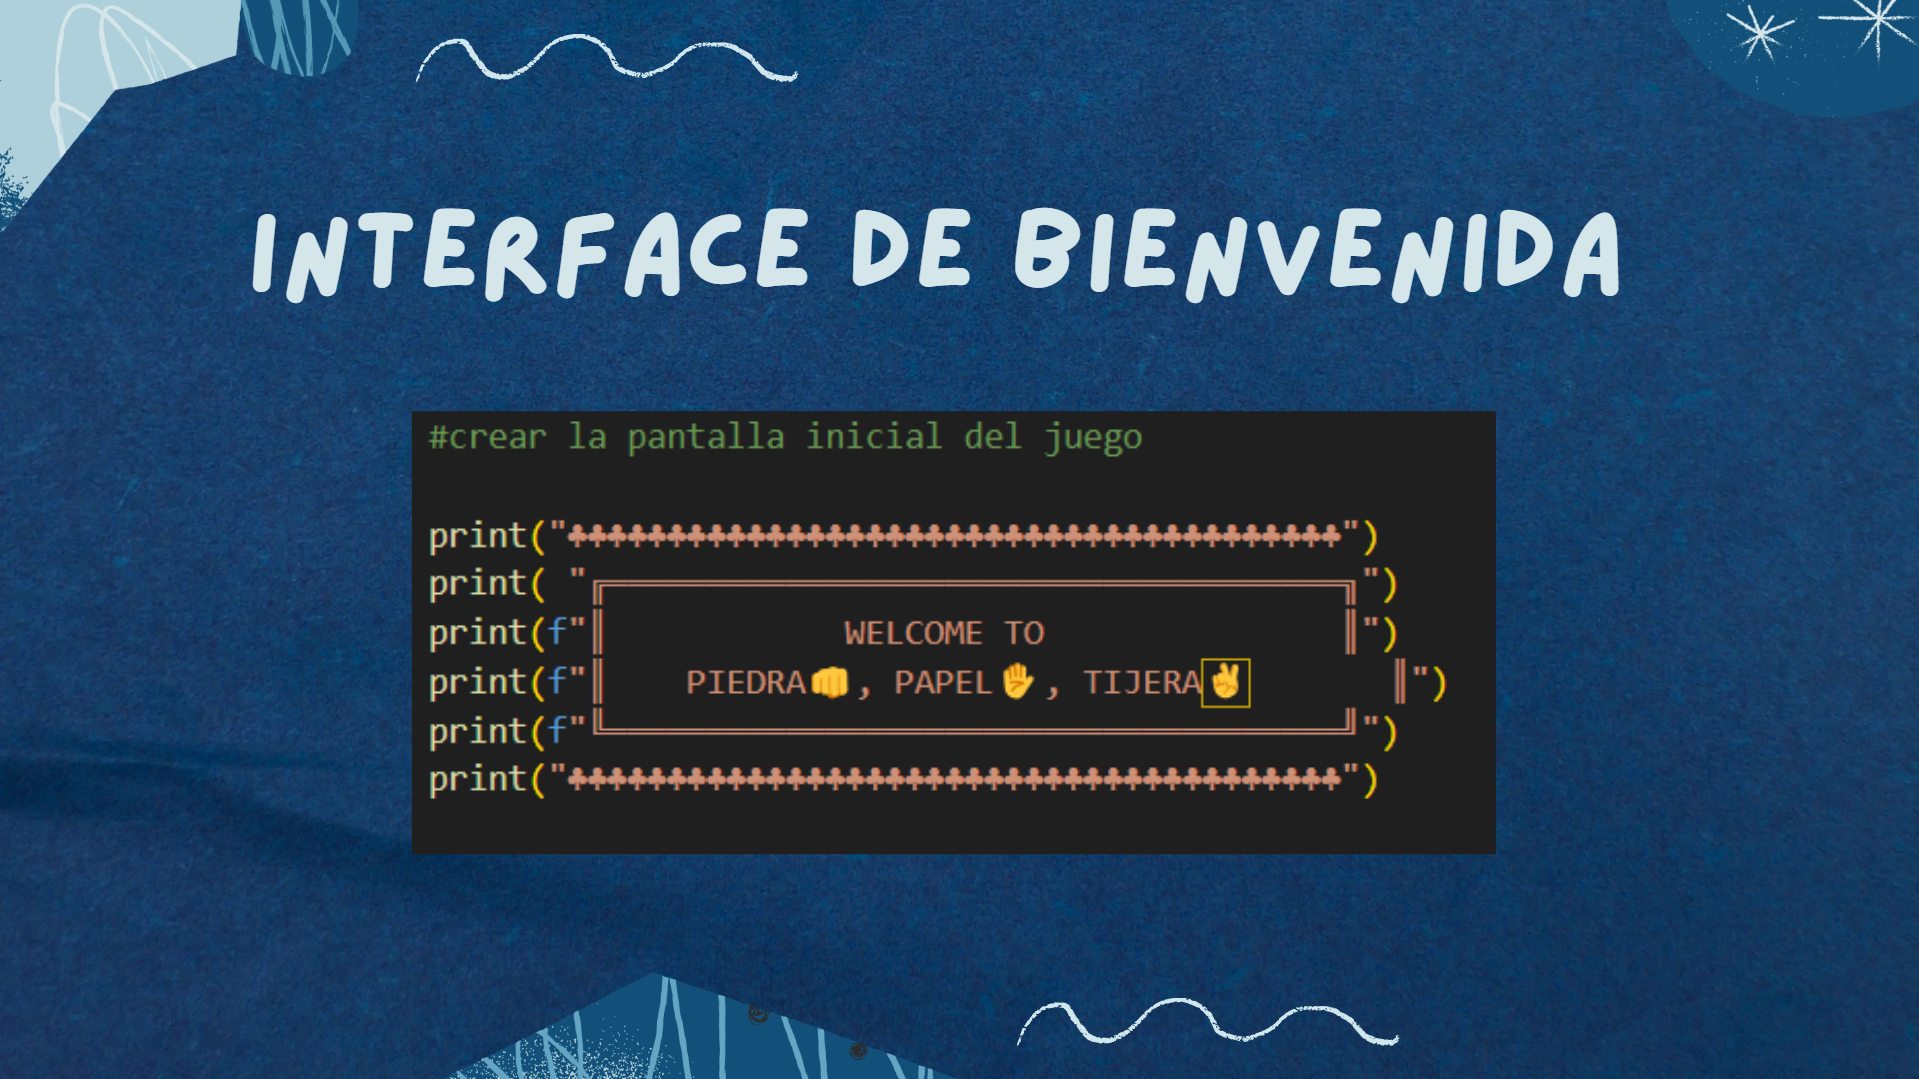 INTERFACE DE BIENVENIDA
#crear la pantalla inicial del juego
print("♣♣♣♣♣♣♣♣♣♣♣♣♣♣♣♣♣♣♣♣♣♣♣♣♣♣♣♣♣♣♣♣♣♣♣♣♣♣♣")
print( "╔══════════════════════════════════════╗")
print(f"║            WELCOME TO               ║")
print(f"║    PIEDRA👊, PAPEL✋, TIJERA✌       ║")
print(f"╚══════════════════════════════════════╝")
print("♣♣♣♣♣♣♣♣♣♣♣♣♣♣♣♣♣♣♣♣♣♣♣♣♣♣♣♣♣♣♣♣♣♣♣♣♣♣♣")